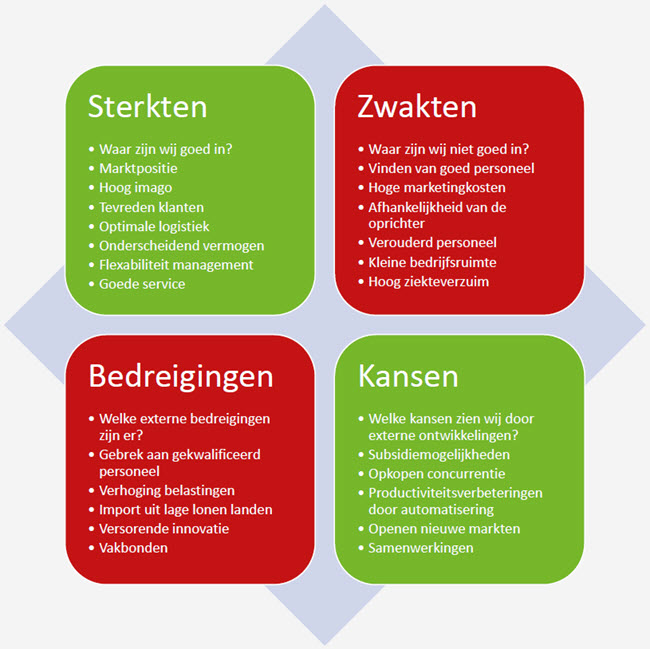 Sterkten
• Waar zijn wij goed in?
• Marktpositie
• Hoog imago
• Tevreden klanten
• Optimale logistiek
• Onderscheidend vermogen
• Flexabiliteit management
• Goede service
Zwakten
• Waar zijn wij niet goed in?
• Vinden van goed personeel
• Hoge marketingkosten
• Afhankelijkheid van de
oprichter
• Verouderd personeel
• Kleine bedrijfsruimte
• Hoog ziekteverzuim
Bedreigingen
• Welke externe bedreigingen
zijn er?
• Gebrek aan gekwalificeerd
personeel
• Verhoging belastingen
• Import uit lage lonen landen
• Versorende innovatie
• Vakbonden
Kansen
• Welke kansen zien wij door
externe ontwikkelingen?
• Subsidiemogelijkheden
• Opkopen concurrentie
• Productiviteitsverbeteringen
door automatisering
• Openen nieuwe markten
• Samenwerkingen